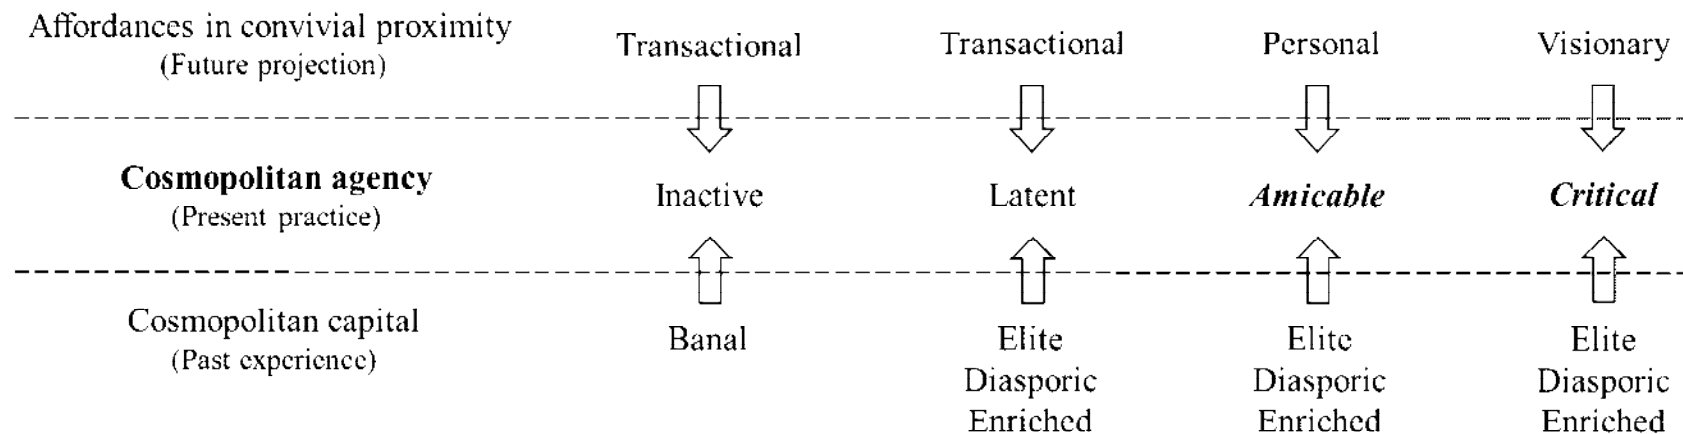 Affordances in convivial proximity
(Future projection)
Transactional
Transactional
Personal
Visionary
Cosmopolitan agency
(Present practice)
Inactive
Latent
Amicable
Critical
Cosmopolitan capital
(Past experience)
Banal
Elite
Diasporic
Enriched
Elite
Diasporic
Enriched
Elite
Diasporic
Enriched